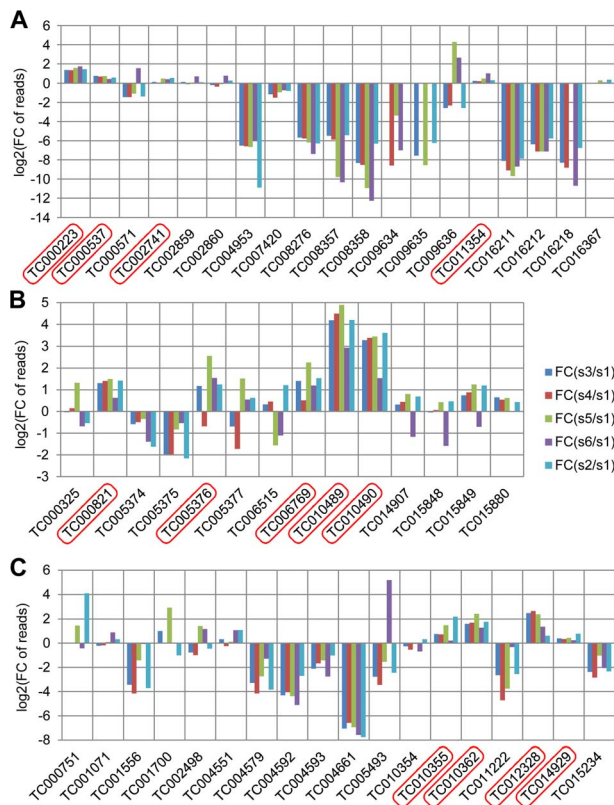 A
log2(FC of reads)
6
4
2
0
-2
-4
-6
-8
-10
-12
-14
TC000223
TC000537
TC000571
TC002741
TC002859
TC002860
TC004953
TC007420
TC008276
TC008357
TC008358
TC009634
TC009635
TC009636
TC011354
TC016211
TC016212
TC016218
TC016367
B
log2(FC of reads)
5
4
3
2
1
0
-1
-2
-3
TC000325
TC000821
TC005374
TC005375
TC005376
TC005377
TC006515
TC006769
TC010489
TC010490
TC014907
TC015848
TC015849
TC015880
FC(s3/s1)
FC(s4/s1)
FC(s5/s1)
FC(s6/s1)
FC(s2/s1)
C
log2(FC of reads)
6
4
2
0
-2
-4
-6
-8
TC000751
TC001071
TC001556
TC001700
TC002498
TC004551
TC004579
TC004592
TC004593
TC004661
TC005493
TC010354
TC010355
TC010362
TC011222
TC012328
TC014929
TC015234